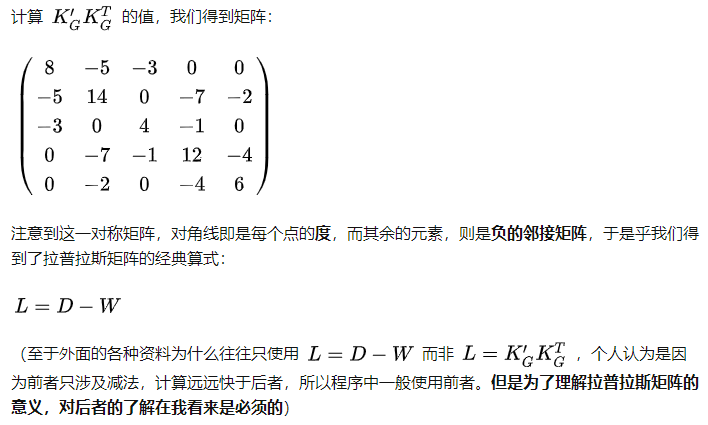 计算 K′_G K_G^T 的值，我们得到矩阵：
8 −5 −3 0 0
−5 14 0 −7 −2
−3 0 4 −1 0
0 −7 −1 12 −4
0 −2 0 −4 6
注意到这一对称矩阵，对角线即是每个点的度，而其余的元素，则是负的邻接矩阵，于是乎我们得
到了拉普拉斯矩阵的经典算式：
L = D − W
（至于外面的各种资料为什么往往只使用 L = D − W 而非 L = K′_G K_G^T ，个人认为是因
为前者只涉及减法，计算远远快于后者，所以程序中一般使用前者。但是为了理解拉普拉斯矩阵的
意义，对后者的了解在我看来是必须的）